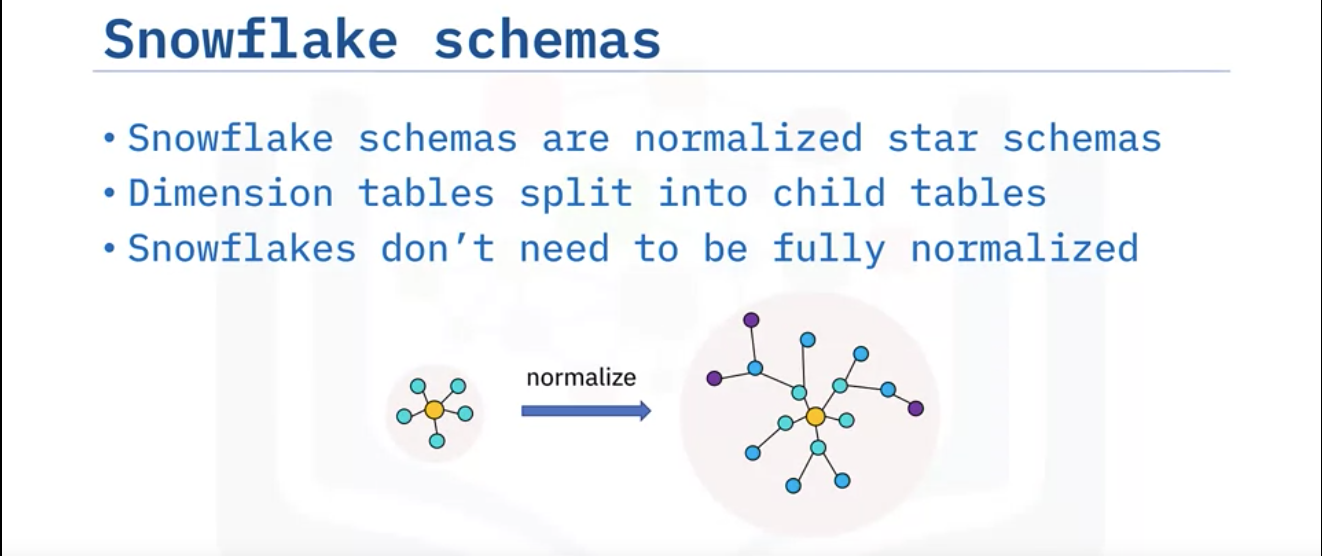 Snowflake schemas
• Snowflake schemas are normalized star schemas
• Dimension tables split into child tables
• Snowflakes don’t need to be fully normalized
normalize